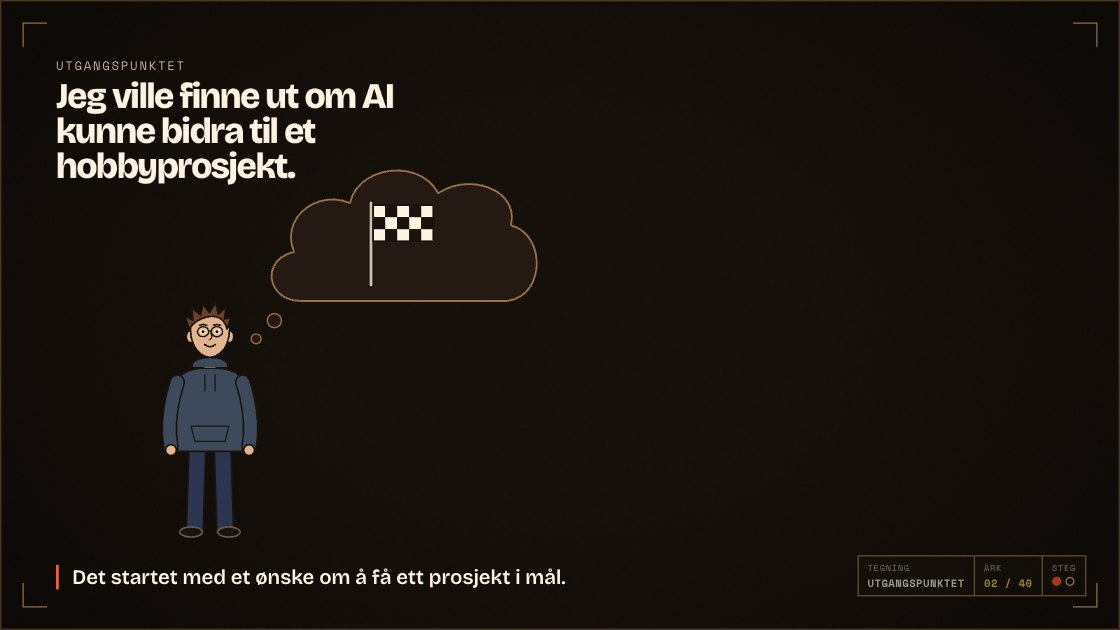 UTGANGSPUNKTET
Jeg ville finne ut om AI
kunne bidra til et
hobbyprosjekt.
Det startet med et ønske om å få ett prosjekt i mål.
TEGNING
UTGANGSPUNKTET
ARK
02 / 40
STEG